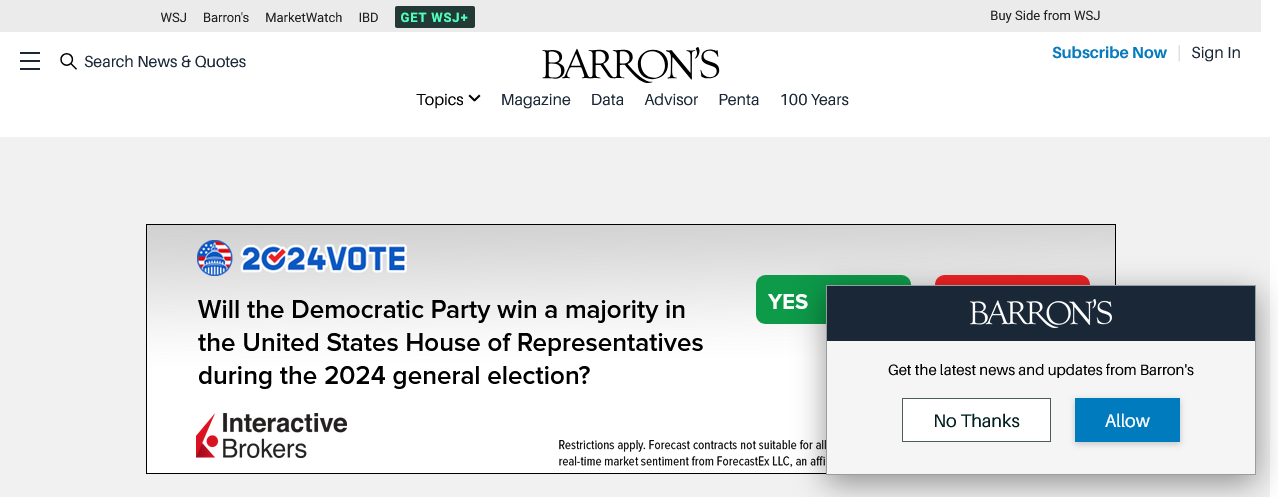 WSJ Barron's MarketWatch IBD GET WSJ+ Buy Side from WSJ
Search News & Quotes BARRON'S Subscribe Now Sign In
Topics Magazine Data Advisor Penta 100 Years
2024VOTE
Will the Democratic Party win a majority in
the United States House of Representatives
during the 2024 general election?
YES
Interactive
Brokers
Restrictions apply. Forecast contracts not suitable for all
real-time market sentiment from ForecastEx LLC, an affi
BARRON'S
Get the latest news and updates from Barron's
No Thanks Allow